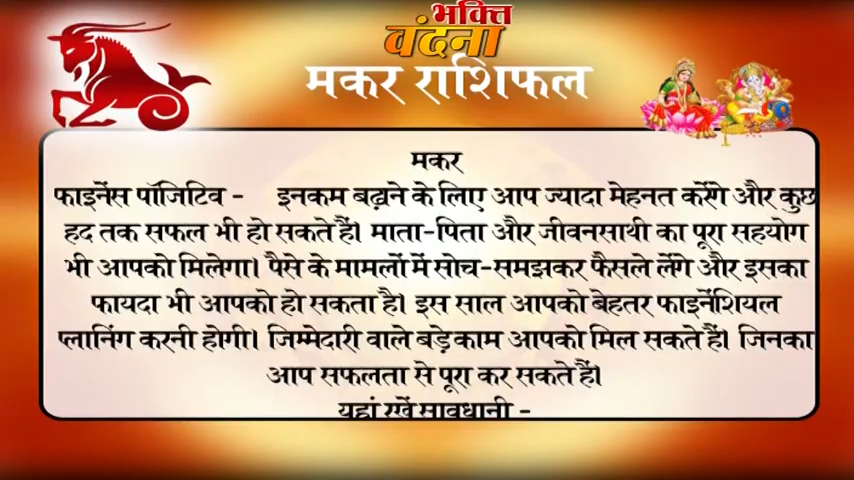 भक्ति
वंदना
मकर राशिफल
मकर
फाइनेंस पॉजिटिव - इनकम बढ़ाने के लिए आप ज्यादा मेहनत करेंगे और कुछ
हद तक सफल भी हो सकते हैं। माता-पिता और जीवनसाथी का पूरा सहयोग
भी आपको मिलेगा। पैसे के मामलों में सोच-समझकर फैसले लेंगे और इसका
फायदा भी आपको हो सकता है। इस साल आपको बेहतर फाइनेंशियल
प्लानिंग करनी होगी। जिम्मेदारी वाले बड़े काम आपको मिल सकते हैं। जिनका
आप सफलता से पूरा कर सकते हैं।
यहां रखें सावधानी -